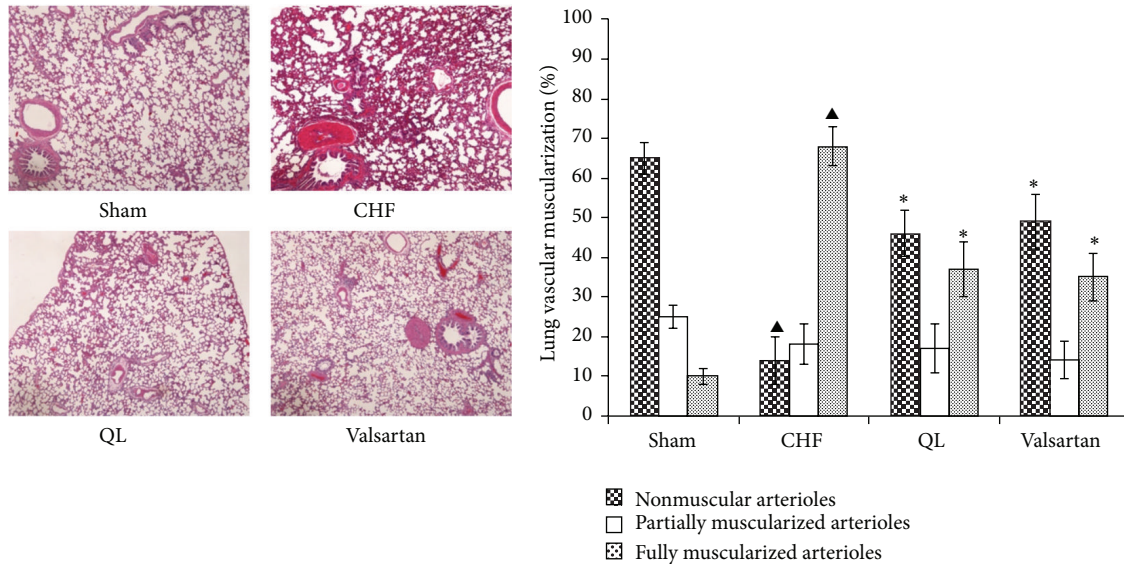 Sham
CHF
QL
Valsartan
Lung vascular muscularization (%)
100
90
80
70
60
50
40
30
20
10
0
▲
▲
*
*
*
*
Sham
CHF
QL
Valsartan
Nonmuscular arterioles
Partially muscularized arterioles
Fully muscularized arterioles